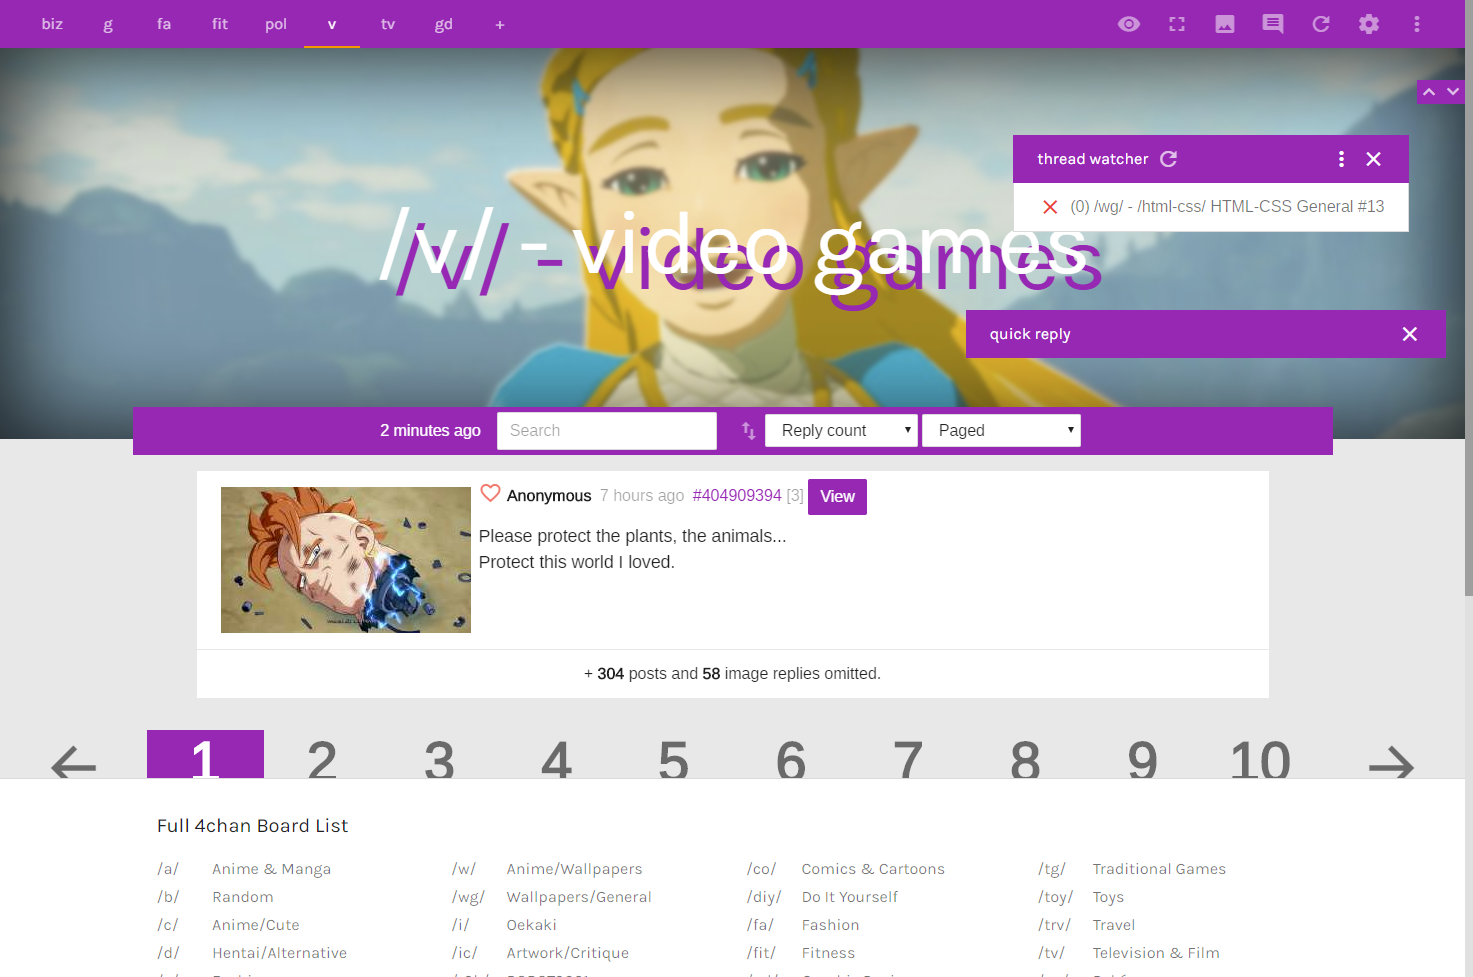 biz g fa fit pol v tv gd +
thread watcher
(0) /wg/ - /html-css/ HTML-CSS General #13
/v/ - video games
quick reply
2 minutes ago Search Reply count Paged
Anonymous 7 hours ago #404909394 [3] View
Please protect the plants, the animals...
Protect this world I loved.
+ 304 posts and 58 image replies omitted.
1 2 3 4 5 6 7 8 9 10
Full 4chan Board List
/a/ Anime & Manga /w/ Anime/Wallpapers /co/ Comics & Cartoons /tg/ Traditional Games
/b/ Random /wg/ Wallpapers/General /diy/ Do It Yourself /toy/ Toys
/c/ Anime/Cute /i/ Oekaki /fa/ Fashion /trv/ Travel
/d/ Hentai/Alternative /ic/ Artwork/Critique /fit/ Fitness /tv/ Television & Film